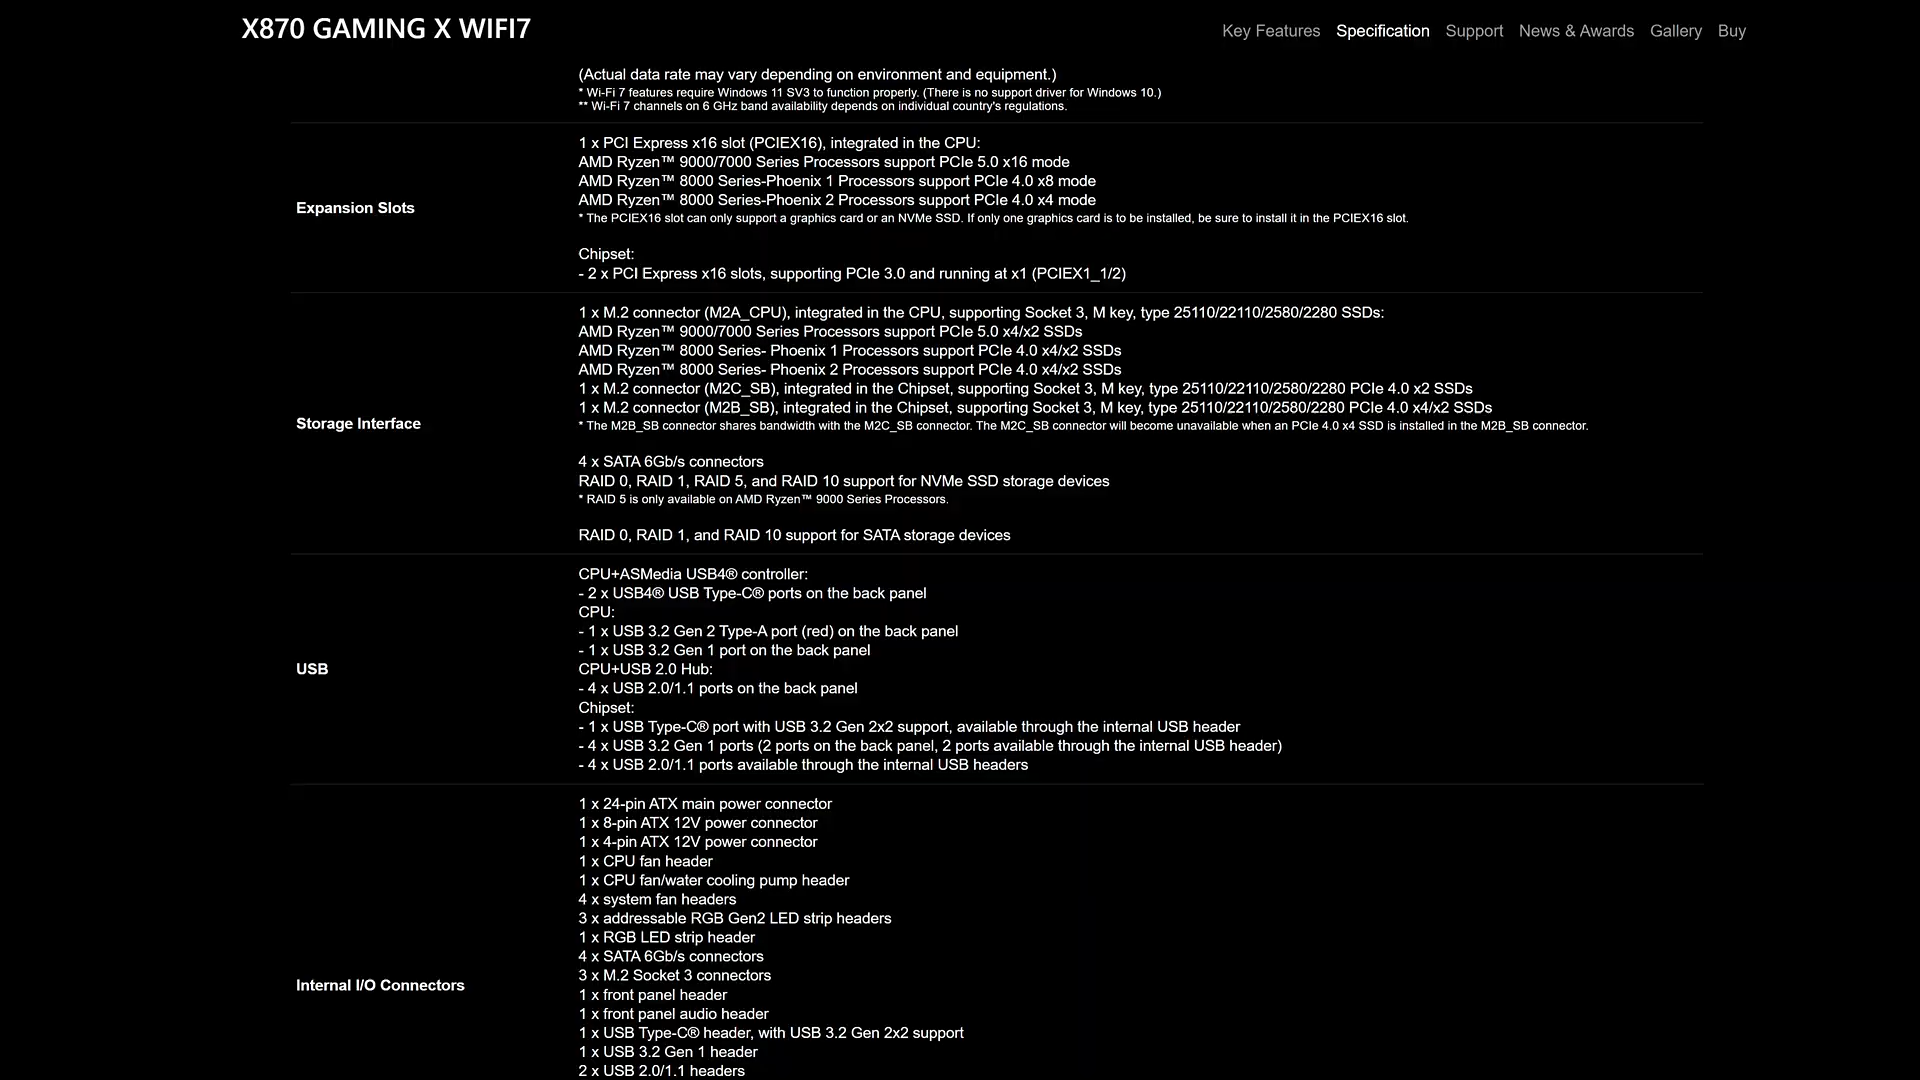 X870 GAMING X WIFI7
Key Features Specification Support News & Awards Gallery Buy
(Actual data rate may vary depending on environment and equipment.)
* Wi-Fi 7 features require Windows 11 SV3 to function properly. (There is no support driver for Windows 10.)
** Wi-Fi 7 channels on 6 GHz band availability depends on individual country's regulations.
Expansion Slots
1 x PCI Express x16 slot (PCIEX16), integrated in the CPU:
AMD Ryzen™ 9000/7000 Series Processors support PCIe 5.0 x16 mode
AMD Ryzen™ 8000 Series-Phoenix 1 Processors support PCIe 4.0 x8 mode
AMD Ryzen™ 8000 Series-Phoenix 2 Processors support PCIe 4.0 x4 mode
* The PCIEX16 slot can only support a graphics card or an NVMe SSD. If only one graphics card is to be installed, be sure to install it in the PCIEX16 slot.
Chipset:
- 2 x PCI Express x16 slots, supporting PCIe 3.0 and running at x1 (PCIEX1_1/2)
Storage Interface
1 x M.2 connector (M2A_CPU), integrated in the CPU, supporting Socket 3, M key, type 25110/22110/2580/2280 SSDs:
AMD Ryzen™ 9000/7000 Series Processors support PCIe 5.0 x4/x2 SSDs
AMD Ryzen™ 8000 Series- Phoenix 1 Processors support PCIe 4.0 x4/x2 SSDs
AMD Ryzen™ 8000 Series- Phoenix 2 Processors support PCIe 4.0 x4/x2 SSDs
1 x M.2 connector (M2C_SB), integrated in the Chipset, supporting Socket 3, M key, type 25110/22110/2580/2280 PCIe 4.0 x2 SSDs
1 x M.2 connector (M2B_SB), integrated in the Chipset, supporting Socket 3, M key, type 25110/22110/2580/2280 PCIe 4.0 x4/x2 SSDs
* The M2B_SB connector shares bandwidth with the M2C_SB connector. The M2C_SB connector will become unavailable when an PCIe 4.0 x4 SSD is installed in the M2B_SB connector.
4 x SATA 6Gb/s connectors
RAID 0, RAID 1, RAID 5, and RAID 10 support for NVMe SSD storage devices
* RAID 5 is only available on AMD Ryzen™ 9000 Series Processors.
RAID 0, RAID 1, and RAID 10 support for SATA storage devices
USB
CPU+ASMedia USB4® controller:
- 2 x USB4® USB Type-C® ports on the back panel
CPU:
- 1 x USB 3.2 Gen 2 Type-A port (red) on the back panel
- 1 x USB 3.2 Gen 1 port on the back panel
CPU+USB 2.0 Hub:
- 4 x USB 2.0/1.1 ports on the back panel
Chipset:
- 1 x USB Type-C® port with USB 3.2 Gen 2x2 support, available through the internal USB header
- 4 x USB 3.2 Gen 1 ports (2 ports on the back panel, 2 ports available through the internal USB header)
- 4 x USB 2.0/1.1 ports available through the internal USB headers
Internal I/O Connectors
1 x 24-pin ATX main power connector
1 x 8-pin ATX 12V power connector
1 x 4-pin ATX 12V power connector
1 x CPU fan header
1 x CPU fan/water cooling pump header
4 x system fan headers
3 x addressable RGB Gen2 LED strip headers
1 x RGB LED strip header
4 x SATA 6Gb/s connectors
3 x M.2 Socket 3 connectors
1 x front panel header
1 x front panel audio header
1 x USB Type-C® header, with USB 3.2 Gen 2x2 support
1 x USB 3.2 Gen 1 header
2 x USB 2.0/1.1 headers